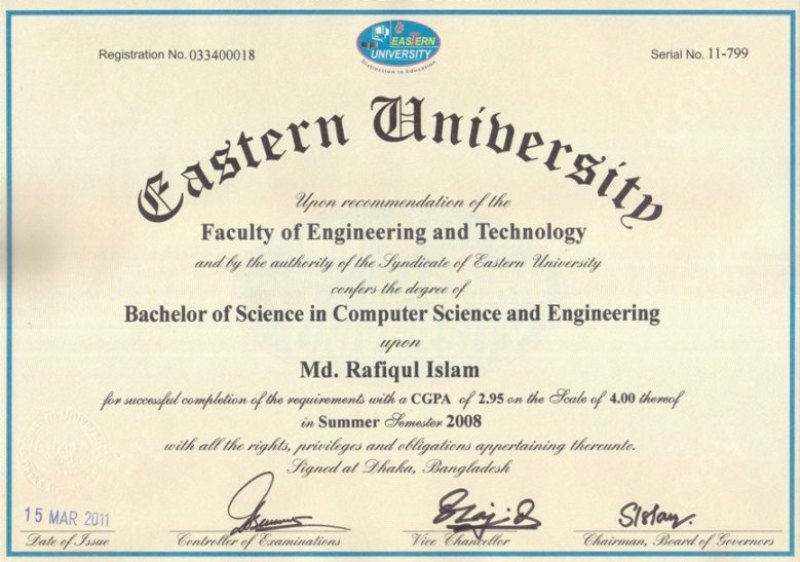 Registration No. 033400018
EASTERN
UNIVERSITY
Distinction in Education
Serial No. 11-799
Eastern University
Upon recommendation of the
Faculty of Engineering and Technology
and by the authority of the Syndicate of Eastern University
confers the degree of
Bachelor of Science in Computer Science and Engineering
upon
Md. Rafiqul Islam
for successful completion of the requirements with a CGPA of 2.95 on the Scale of 4.00 thereof
in Summer Semester 2008
with all the rights, privileges and obligations appertaining thereunto.
Signed at Dhaka, Bangladesh
15 MAR 2011
Date of Issue
Controller of Examinations
Vice Chancellor
Chairman, Board of Governors